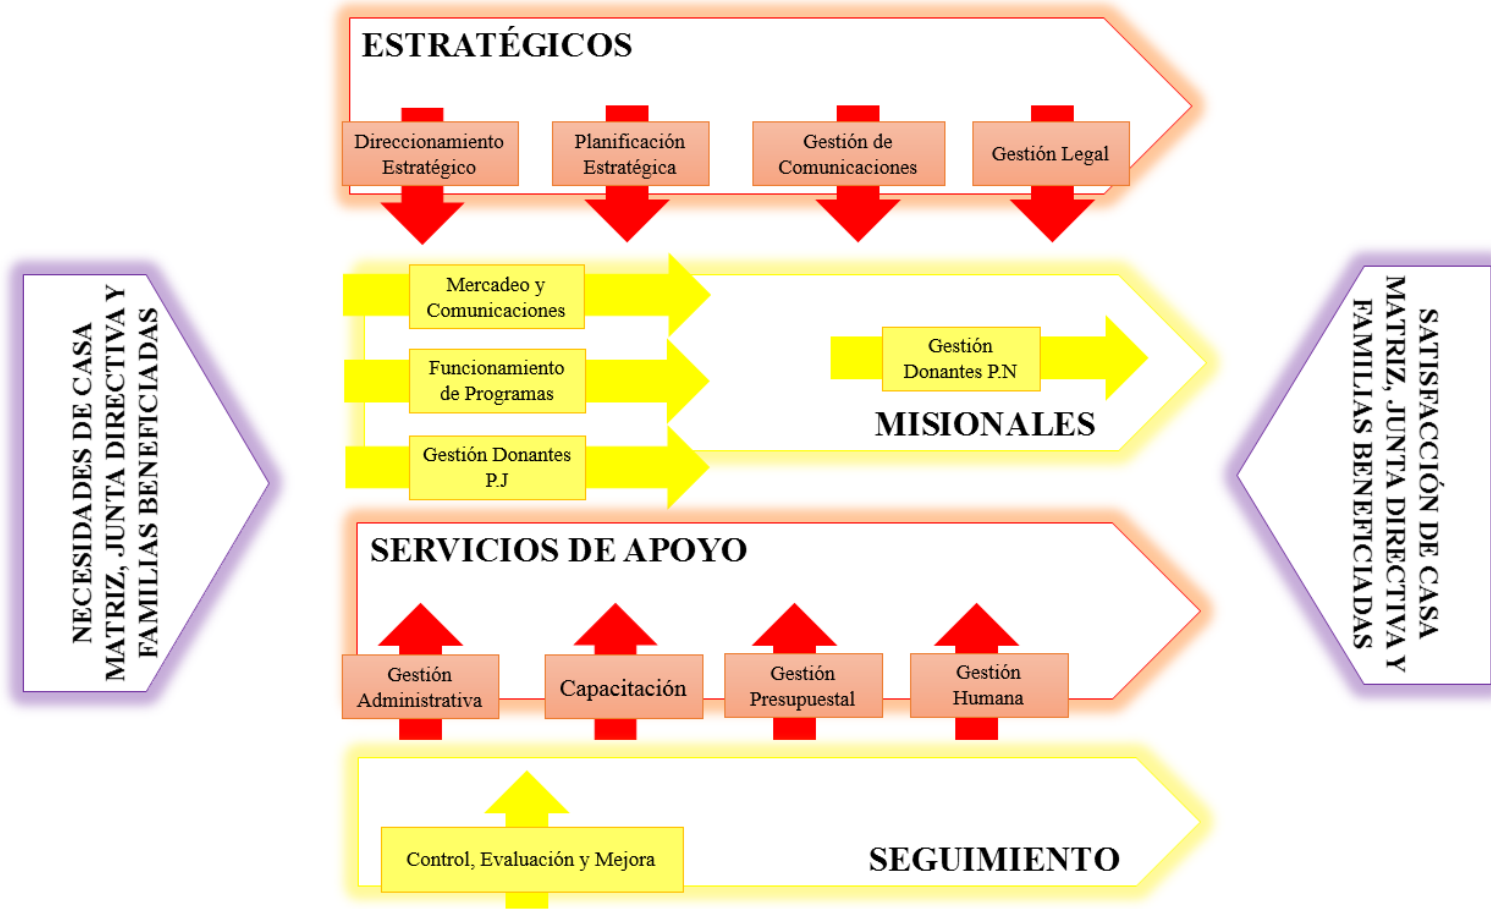 ESTRATÉGICOS
Direccionamiento
Estratégico
Planificación
Estratégica
Gestión de
Comunicaciones
Gestión Legal
NECESIDADES DE CASA
MATRIZ, JUNTA DIRECTIVA Y
FAMILIAS BENEFICIADAS
Mercadeo y
Comunicaciones
Funcionamiento
de Programas
Gestión Donantes
P.J
Gestión
Donantes P.N
MISIONALES
SATISFACCIÓN DE CASA
MATRIZ, JUNTA DIRECTIVA Y
FAMILIAS BENEFICIADAS
SERVICIOS DE APOYO
Gestión
Administrativa
Capacitación
Gestión
Presupuestal
Gestión
Humana
Control, Evaluación y Mejora
SEGUIMIENTO